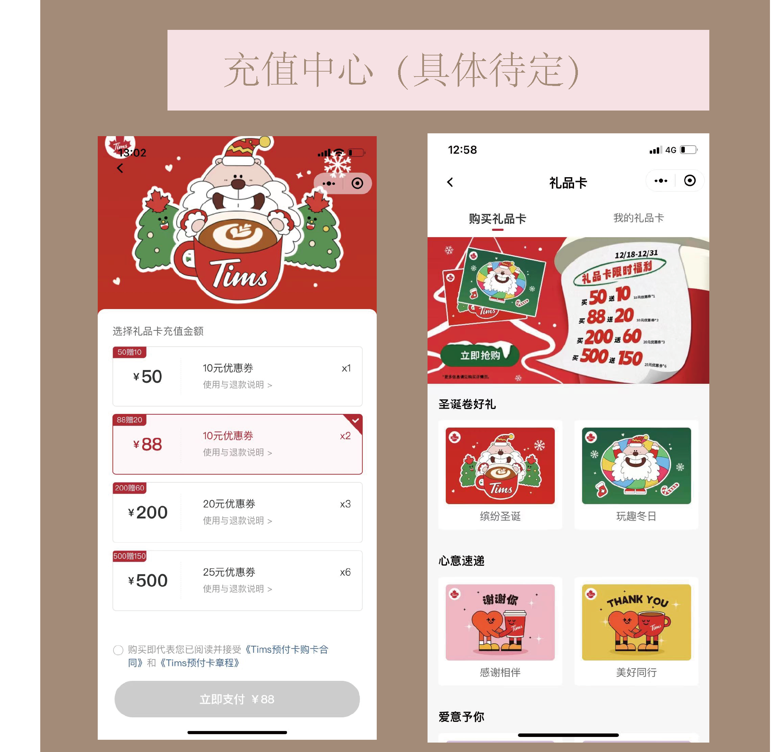 充值中心（具体待定）
Tims
13:02
Tims
选择礼品卡充值金额
50赠10
¥50
10元优惠券
x1
使用与退款说明 >
88赠20
¥88
10元优惠券
x2
使用与退款说明 >
200赠60
¥200
20元优惠券
x3
使用与退款说明 >
500赠150
¥500
25元优惠券
x6
使用与退款说明 >
购买即代表您已阅读并接受《Tims预付卡购卡合
同》和《Tims预付卡章程》
立即支付 ¥88
12:58
4G
礼品卡
购买礼品卡
我的礼品卡
12/18-12/31
礼品卡限时福利
买50送10
买88送20
买200送60
买500送150
立即抢购
圣诞卷好礼
Tims
缤纷圣诞
玩趣冬日
心意速递
谢谢你
Tims
感谢相伴
THANK YOU
Tims
美好同行
爱意予你